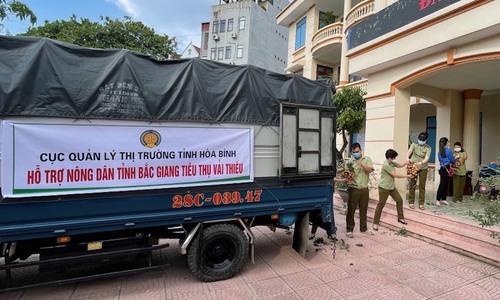 CỤC QUẢN LÝ THỊ TRƯỜNG TỈNH HÒA BÌNH
HỖ TRỢ NÔNG DÂN TỈNH BẮC GIANG TIÊU THỤ VẢI THIỀU
28C-039.47